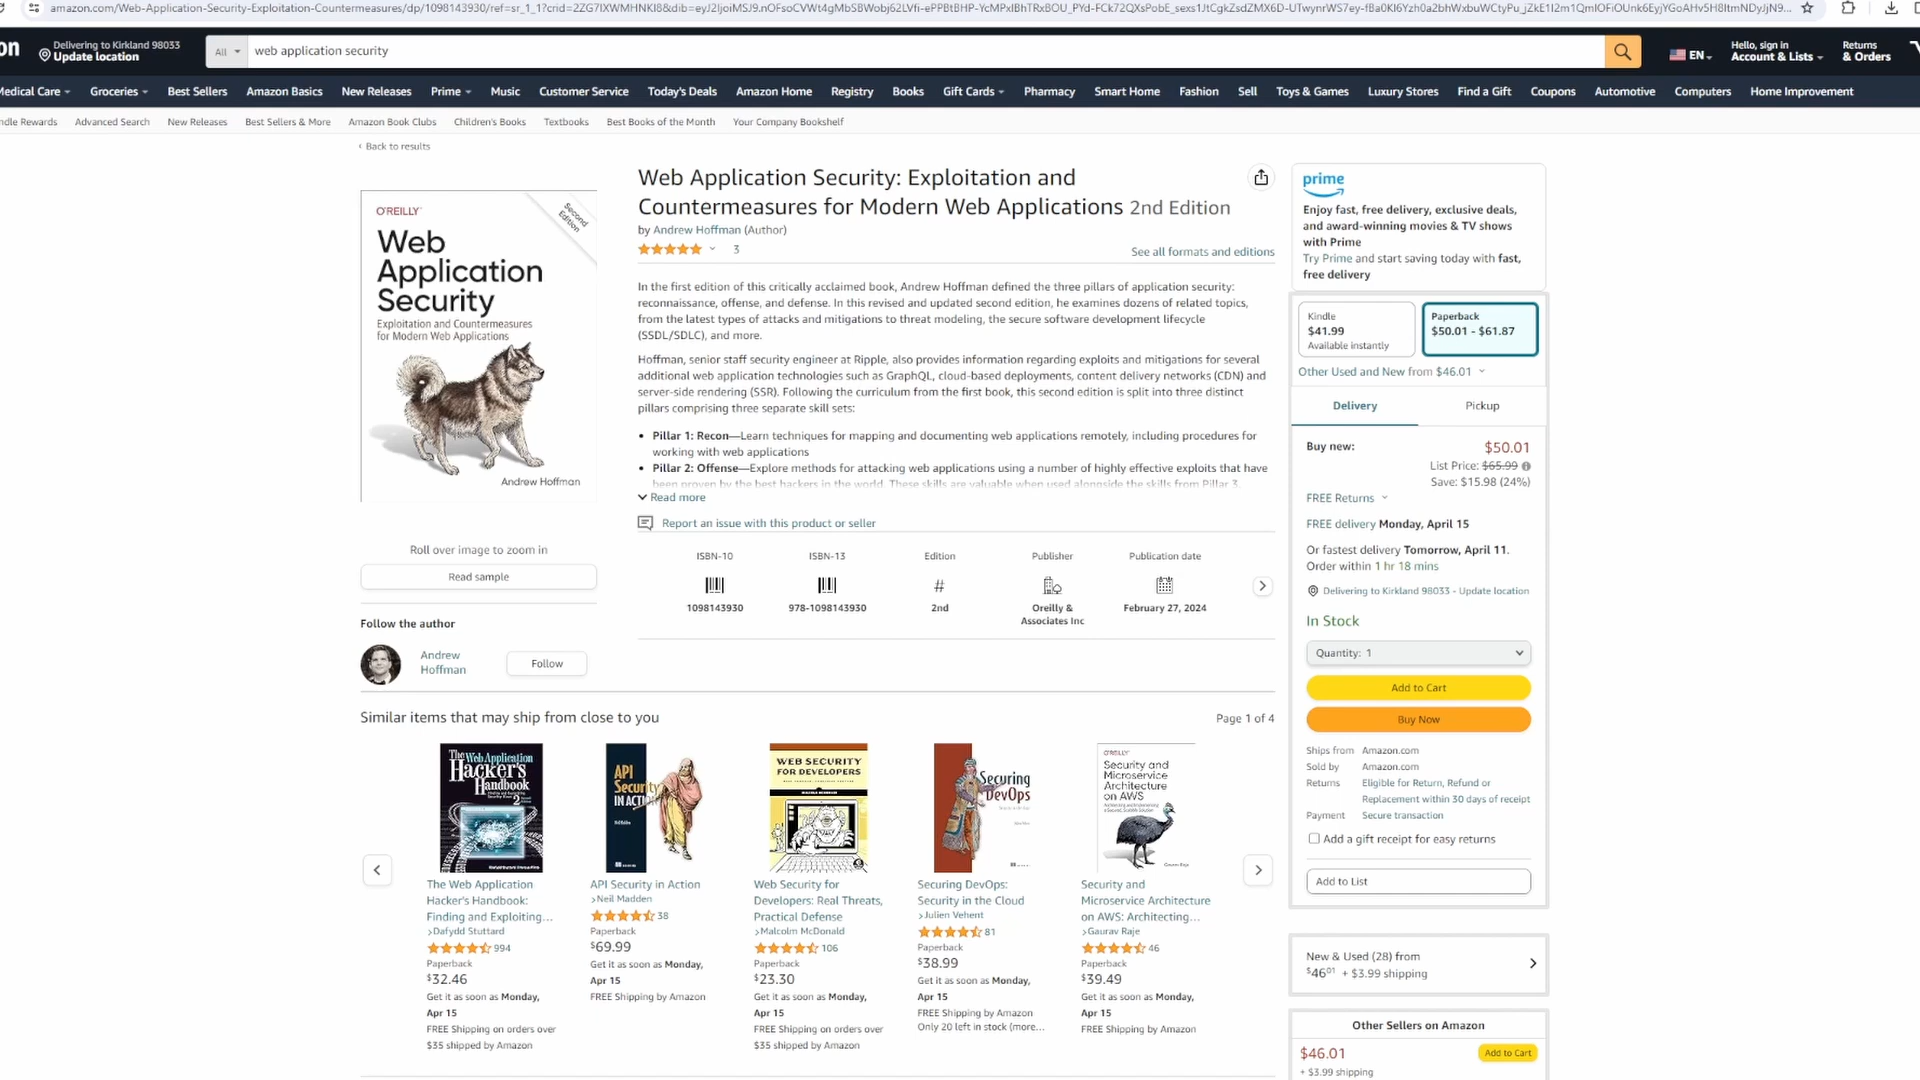 on
Delivering to Kirkland 98033
Update location
All
web application security
EN
Hello, sign in
Account & Lists
Returns
& Orders
Medical Care
Groceries
Best Sellers
Amazon Basics
New Releases
Prime
Music
Customer Service
Today's Deals
Amazon Home
Registry
Books
Gift Cards
Pharmacy
Smart Home
Fashion
Sell
Toys & Games
Luxury Stores
Find a Gift
Coupons
Automotive
Computers
Home Improvement
ndle Rewards
Advanced Search
New Releases
Best Sellers & More
Amazon Book Clubs
Children's Books
Textbooks
Best Books of the Month
Your Company Bookshelf
‹ Back to results
O'REILLY
Second
Edition
Web
Application
Security
Exploitation and Countermeasures
for Modern Web Applications
Andrew Hoffman
Roll over image to zoom in
Read sample
Follow the author
Andrew
Hoffman
Follow
Web Application Security: Exploitation and
Countermeasures for Modern Web Applications 2nd Edition
by Andrew Hoffman (Author)
3
See all formats and editions
In the first edition of this critically acclaimed book, Andrew Hoffman defined the three pillars of application security:
reconnaissance, offense, and defense. In this revised and updated second edition, he examines dozens of related topics,
from the latest types of attacks and mitigations to threat modeling, the secure software development lifecycle
(SSDL/SDLC), and more.
Hoffman, senior staff security engineer at Ripple, also provides information regarding exploits and mitigations for several
additional web application technologies such as GraphQL, cloud-based deployments, content delivery networks (CDN) and
server-side rendering (SSR). Following the curriculum from the first book, this second edition is split into three distinct
pillars comprising three separate skill sets:
• Pillar 1: Recon—Learn techniques for mapping and documenting web applications remotely, including procedures for
working with web applications
• Pillar 2: Offense—Explore methods for attacking web applications using a number of highly effective exploits that have
been proven by the best hackers in the world. These skills are valuable when used alongside the skills from Pillar 3.
Read more
Report an issue with this product or seller
ISBN-10
1098143930
ISBN-13
978-1098143930
Edition
#
2nd
Publisher
Oreilly &
Associates Inc
Publication date
February 27, 2024
prime
Enjoy fast, free delivery, exclusive deals,
and award-winning movies & TV shows
with Prime
Try Prime and start saving today with fast,
free delivery
Kindle
$41.99
Available instantly
Paperback
$50.01 - $61.87
Other Used and New from $46.01
Delivery
Pickup
Buy new:
$50.01
List Price: $65.99
Save: $15.98 (24%)
FREE Returns
FREE delivery Monday, April 15
Or fastest delivery Tomorrow, April 11.
Order within 1 hr 18 mins
Delivering to Kirkland 98033 - Update location
In Stock
Quantity: 1
Add to Cart
Buy Now
Ships from Amazon.com
Sold by Amazon.com
Returns Eligible for Return, Refund or
Replacement within 30 days of receipt
Payment Secure transaction
Add a gift receipt for easy returns
Add to List
New & Used (28) from
$46.01 + $3.99 shipping
Other Sellers on Amazon
$46.01
Add to Cart
+ $3.99 shipping
Similar items that may ship from close to you
Page 1 of 4
The Web Application
Hacker's
Handbook
2
The Web Application
Hacker's Handbook:
Finding and Exploiting...
›Dafydd Stuttard
994
Paperback
$32.46
Get it as soon as Monday,
Apr 15
FREE Shipping on orders over
$35 shipped by Amazon
API
Security
IN ACTION
API Security in Action
›Neil Madden
38
Paperback
$69.99
Get it as soon as Monday,
Apr 15
FREE Shipping by Amazon
WEB SECURITY
FOR DEVELOPERS
Web Security for
Developers: Real Threats,
Practical Defense
›Malcolm McDonald
106
Paperback
$23.30
Get it as soon as Monday,
Apr 15
FREE Shipping on orders over
$35 shipped by Amazon
Securing
DevOps
Securing DevOps:
Security in the Cloud
›Julien Vehent
81
Paperback
$38.99
Get it as soon as Monday,
Apr 15
FREE Shipping by Amazon
Only 20 left in stock (more...
O'REILLY
Security and
Microservice
Architecture
on AWS
Gaurav Raje
Security and
Microservice Architecture
on AWS: Architecting...
›Gaurav Raje
46
Paperback
$39.49
Get it as soon as Monday,
Apr 15
FREE Shipping by Amazon